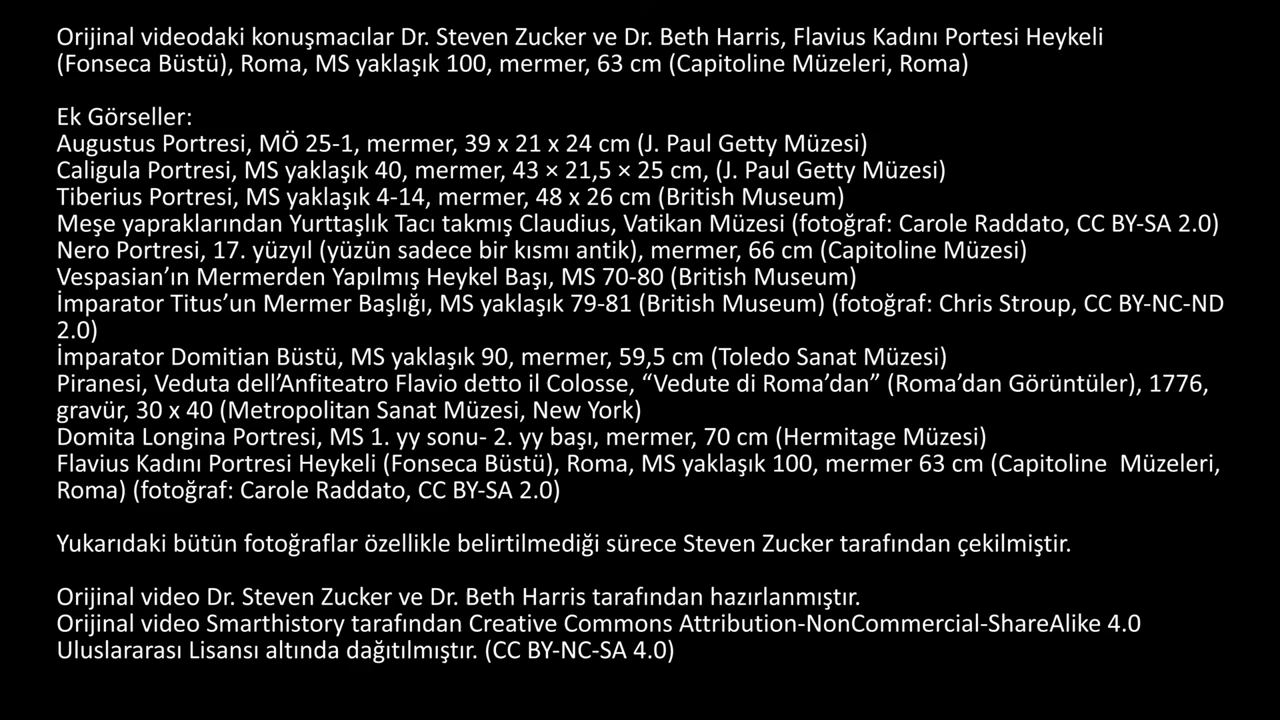 Orijinal videodaki konuşmacılar Dr. Steven Zucker ve Dr. Beth Harris, Flavius Kadını Portesi Heykeli
(Fonseca Büstü), Roma, MS yaklaşık 100, mermer, 63 cm (Capitoline Müzeleri, Roma)
Ek Görseller:
Augustus Portresi, MÖ 25-1, mermer, 39 x 21 x 24 cm (J. Paul Getty Müzesi)
Caligula Portresi, MS yaklaşık 40, mermer, 43 × 21,5 × 25 cm, (J. Paul Getty Müzesi)
Tiberius Portresi, MS yaklaşık 4-14, mermer, 48 x 26 cm (British Museum)
Meşe yapraklarından Yurttaşlık Tacı takmış Claudius, Vatikan Müzesi (fotoğraf: Carole Raddato, CC BY-SA 2.0)
Nero Portresi, 17. yüzyıl (yüzün sadece bir kısmı antik), mermer, 66 cm (Capitoline Müzesi)
Vespasian’ın Mermerden Yapılmış Heykel Başı, MS 70-80 (British Museum)
İmparator Titus’un Mermer Başlığı, MS yaklaşık 79-81 (British Museum) (fotoğraf: Chris Stroup, CC BY-NC-ND
2.0)
İmparator Domitian Büstü, MS yaklaşık 90, mermer, 59,5 cm (Toledo Sanat Müzesi)
Piranesi, Veduta dell’Anfiteatro Flavio detto il Colosse, “Vedute di Roma’dan” (Roma’dan Görüntüler), 1776,
gravür, 30 x 40 (Metropolitan Sanat Müzesi, New York)
Domita Longina Portresi, MS 1. yy sonu- 2. yy başı, mermer, 70 cm (Hermitage Müzesi)
Flavius Kadını Portresi Heykeli (Fonseca Büstü), Roma, MS yaklaşık 100, mermer 63 cm (Capitoline Müzeleri,
Roma) (fotoğraf: Carole Raddato, CC BY-SA 2.0)
Yukarıdaki bütün fotoğraflar özellikle belirtilmediği sürece Steven Zucker tarafından çekilmiştir.
Orijinal video Dr. Steven Zucker ve Dr. Beth Harris tarafından hazırlanmıştır.
Orijinal video Smarthistory tarafından Creative Commons Attribution-NonCommercial-ShareAlike 4.0
Uluslararası Lisansı altında dağıtılmıştır. (CC BY-NC-SA 4.0)